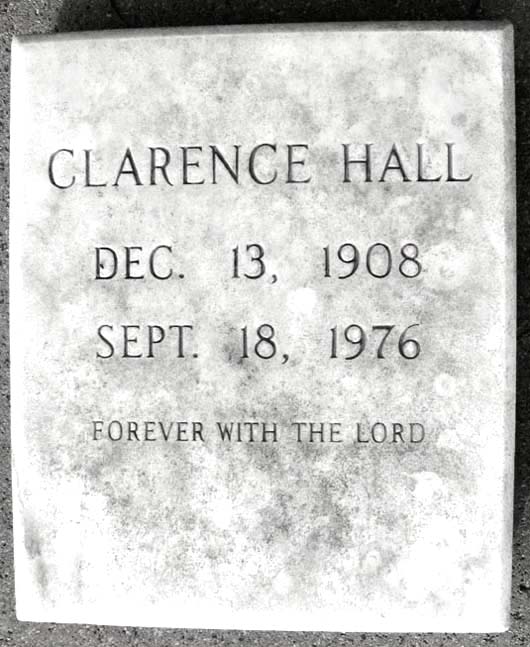 CLARENCE HALL
DEC. 13, 1908
SEPT. 18, 1976
FOREVER WITH THE LORD